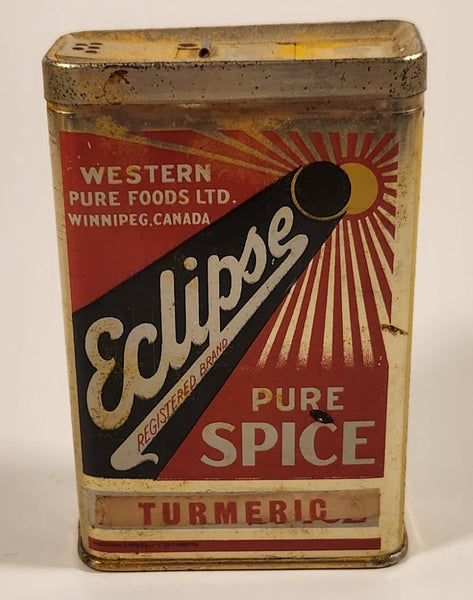 WESTERN
PURE FOODS LTD.
WINNIPEG, CANADA
Eclipse
REGISTERED BRAND
PURE
SPICE
TURMERIC